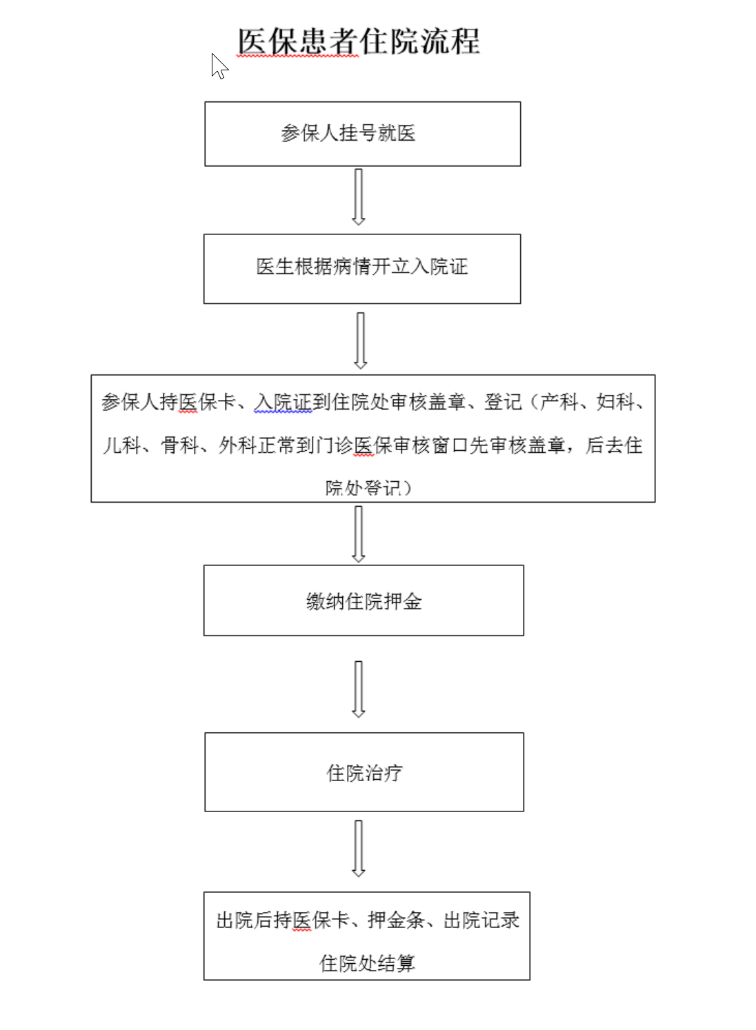 医保患者住院流程
参保人挂号就医
医生根据病情开立入院证
参保人持医保卡、入院证到住院处审核盖章、登记（产科、妇科、
儿科、骨科、外科正常到门诊医保审核窗口先审核盖章，后去住
院处登记）
缴纳住院押金
住院治疗
出院后持医保卡、押金条、出院记录
住院处结算